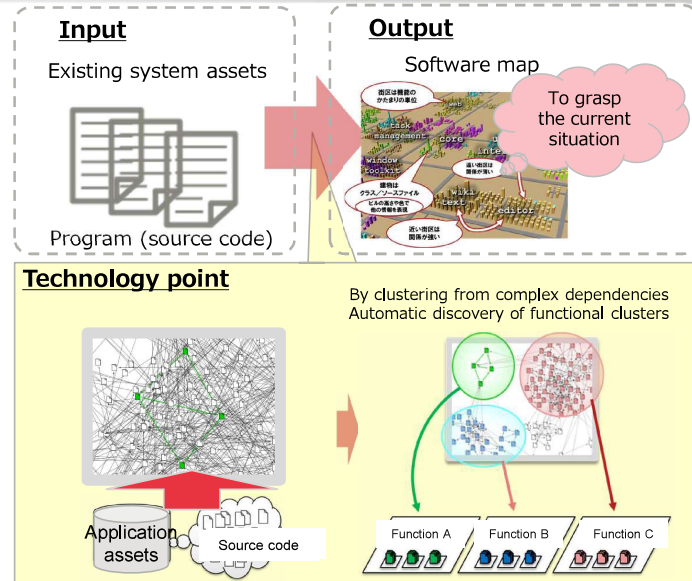 Input
Existing system assets
Program (source code)
Output
Software map
To grasp
the current
situation
街区は機能の
かたまりの単位
web
task
management
core
window
toolkit
建物は
クラス／ソースファイル
ビルの高さや色で
他の情報を表現
遠い街区は
関係が弱い
wiki
text
editor
近い街区は
関係が強い
Technology point
By clustering from complex dependencies
Automatic discovery of functional clusters
Application
assets
Source code
Function A
Function B
Function C